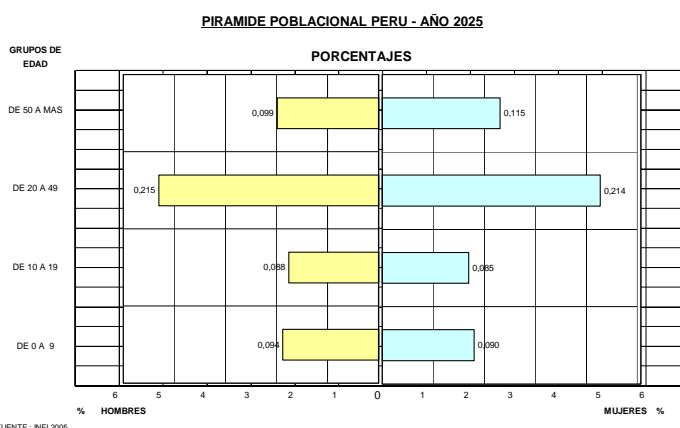 PIRAMIDE POBLACIONAL PERU - AÑO 2025
GRUPOS DE
EDAD
PORCENTAJES
DE 50 A MAS
0,099
0,115
DE 20 A 49
0,215
0,214
DE 10 A 19
0,088
0,085
DE 0 A 9
0,094
0,090
6 5 4 3 2 1 0 1 2 3 4 5 6
% HOMBRES MUJERES %
FUENTE : INEI 2005